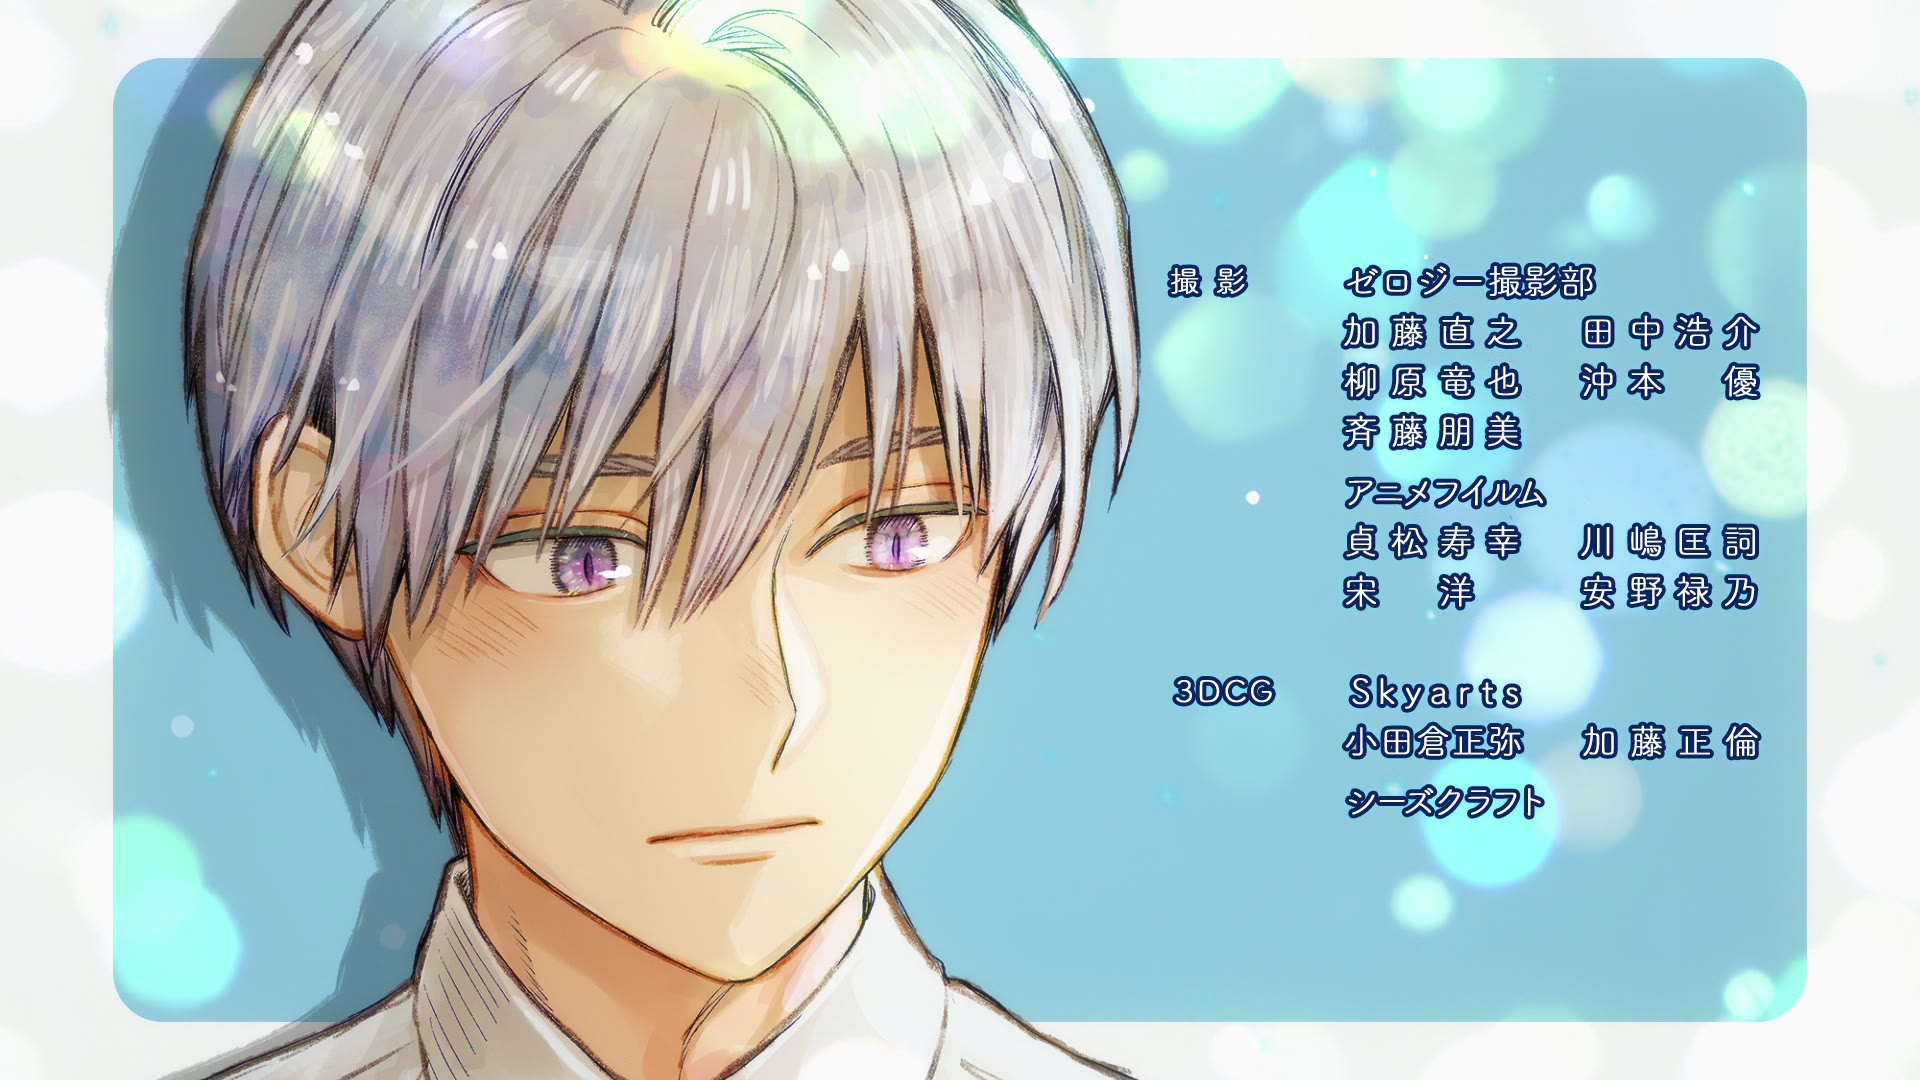 撮影 ゼロジー撮影部
加藤直之 田中浩介
柳原竜也 沖本優
斉藤朋美
アニメフイルム
貞松寿幸 川嶋匡詞
宋洋 安野禄乃
3DCG Skyarts
小田倉正弥 加藤正倫
シーズクラフト